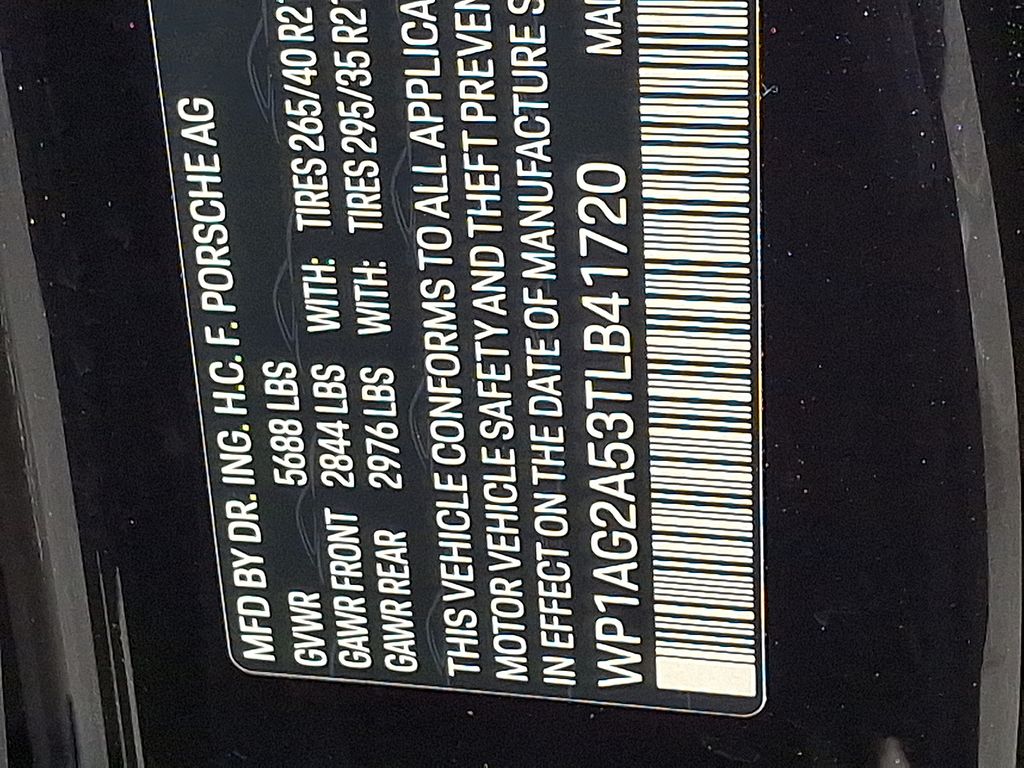 MFD BY DR. ING. H.C. F. PORSCHE AG
GVWR 5688 LBS
GAWR FRONT 2844 LBS WITH: TIRES 265/40 R2
GAWR REAR 2976 LBS WITH: TIRES 295/35 R2
THIS VEHICLE CONFORMS TO ALL APPLICA
MOTOR VEHICLE SAFETY AND THEFT PREVEN
IN EFFECT ON THE DATE OF MANUFACTURE S
WP1AG2A53TLB41720 MA